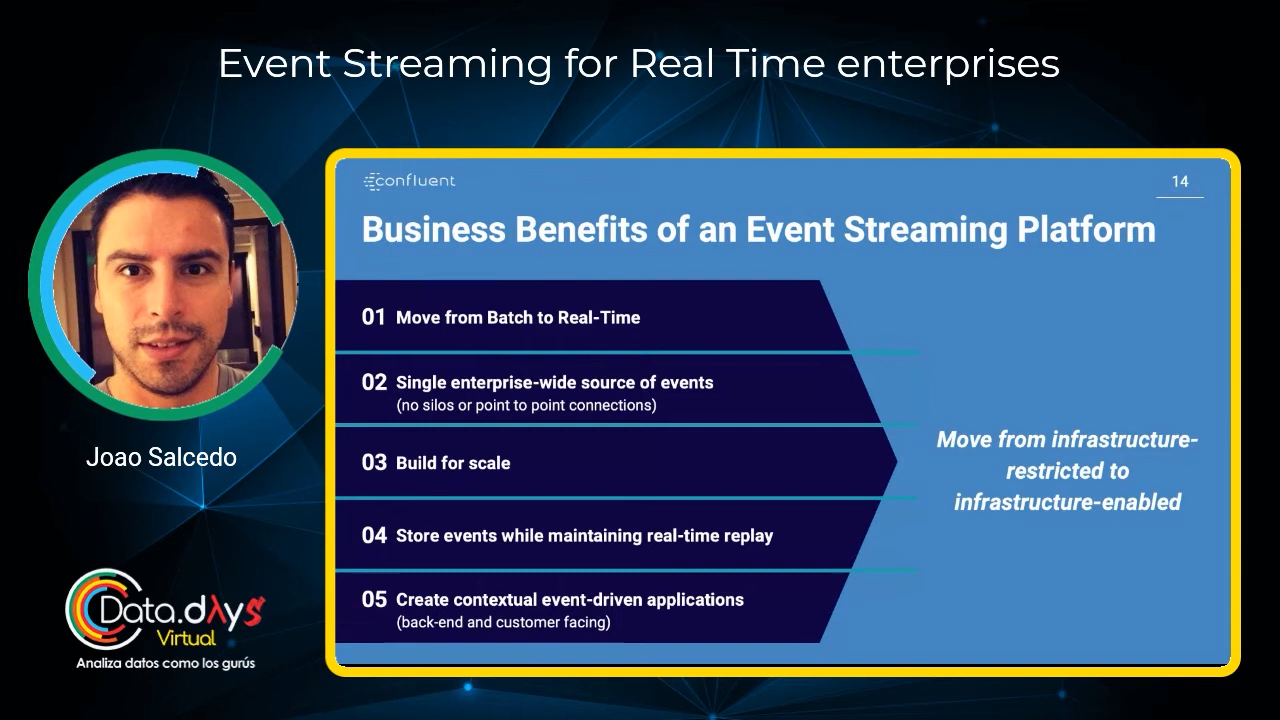 Event Streaming for Real Time enterprises
confluent
14
Business Benefits of an Event Streaming Platform
01 Move from Batch to Real-Time
02 Single enterprise-wide source of events
(no silos or point to point connections)
03 Build for scale
04 Store events while maintaining real-time replay
05 Create contextual event-driven applications
(back-end and customer facing)
Move from infrastructure-
restricted to
infrastructure-enabled
Joao Salcedo
Data.dAys
Virtual
Analiza datos como los gurús